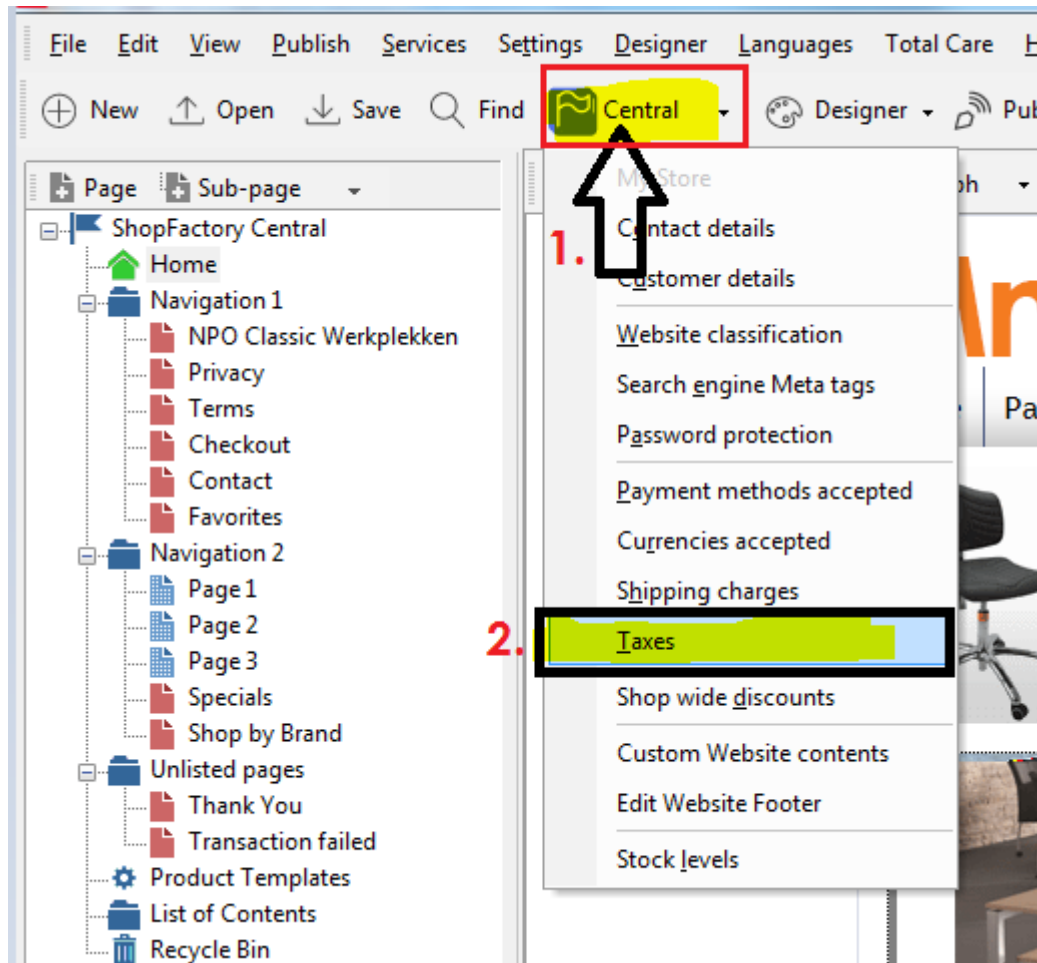 File Edit View Publish Services Settings Designer Languages Total Care H
New Open Save Find Central Designer Pub
Page Sub-page
ShopFactory Central
Home
Navigation 1
NPO Classic Werkplekken
Privacy
Terms
Checkout
Contact
Favorites
Navigation 2
Page 1
Page 2
Page 3
Specials
Shop by Brand
Unlisted pages
Thank You
Transaction failed
Product Templates
List of Contents
Recycle Bin
1.
2.
My Store
Contact details
Customer details
Website classification
Search engine Meta tags
Password protection
Payment methods accepted
Currencies accepted
Shipping charges
Taxes
Shop wide discounts
Custom Website contents
Edit Website Footer
Stock levels
ph
An
Pa